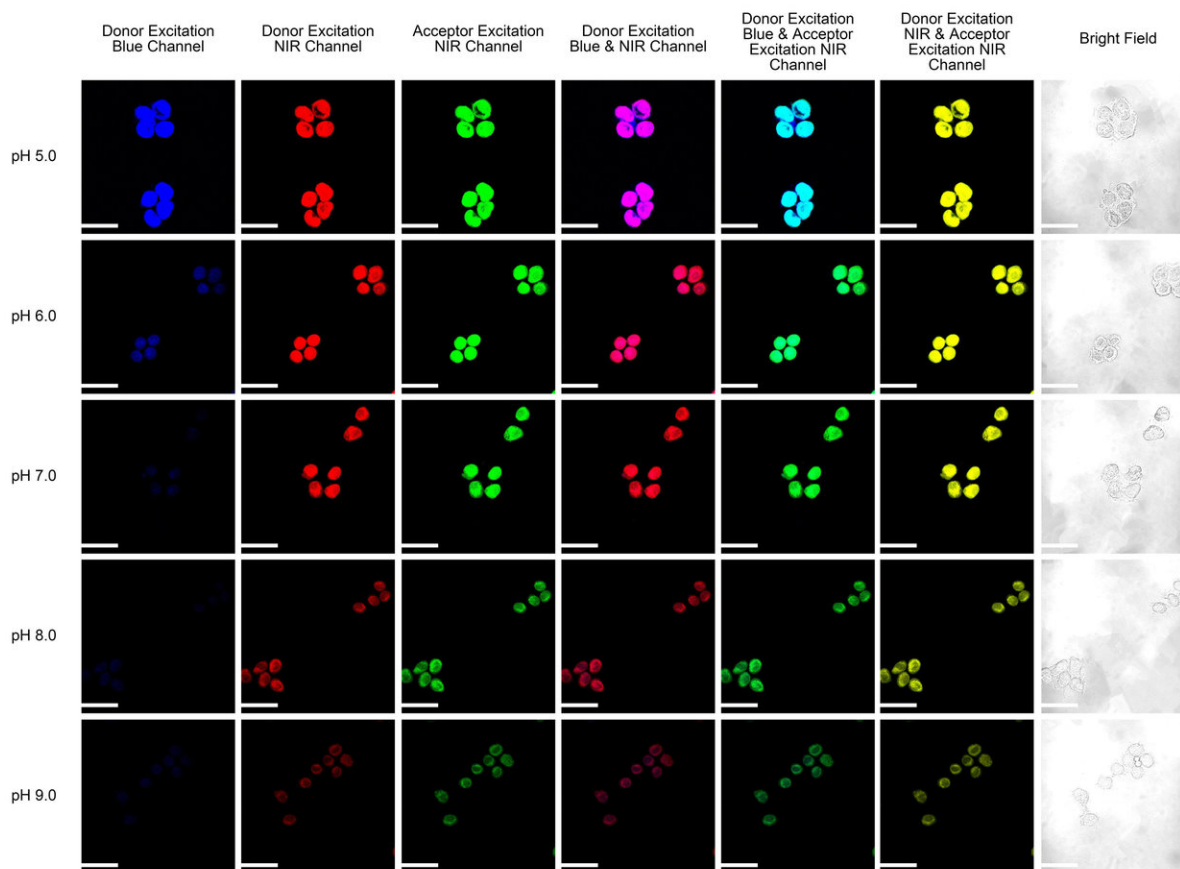 Donor Excitation
Blue Channel
Donor Excitation
NIR Channel
Acceptor Excitation
NIR Channel
Donor Excitation
Blue & NIR Channel
Donor Excitation
Blue & Acceptor
Excitation NIR
Channel
Donor Excitation
NIR & Acceptor
Excitation NIR
Channel
Bright Field
pH 5.0
pH 6.0
pH 7.0
pH 8.0
pH 9.0